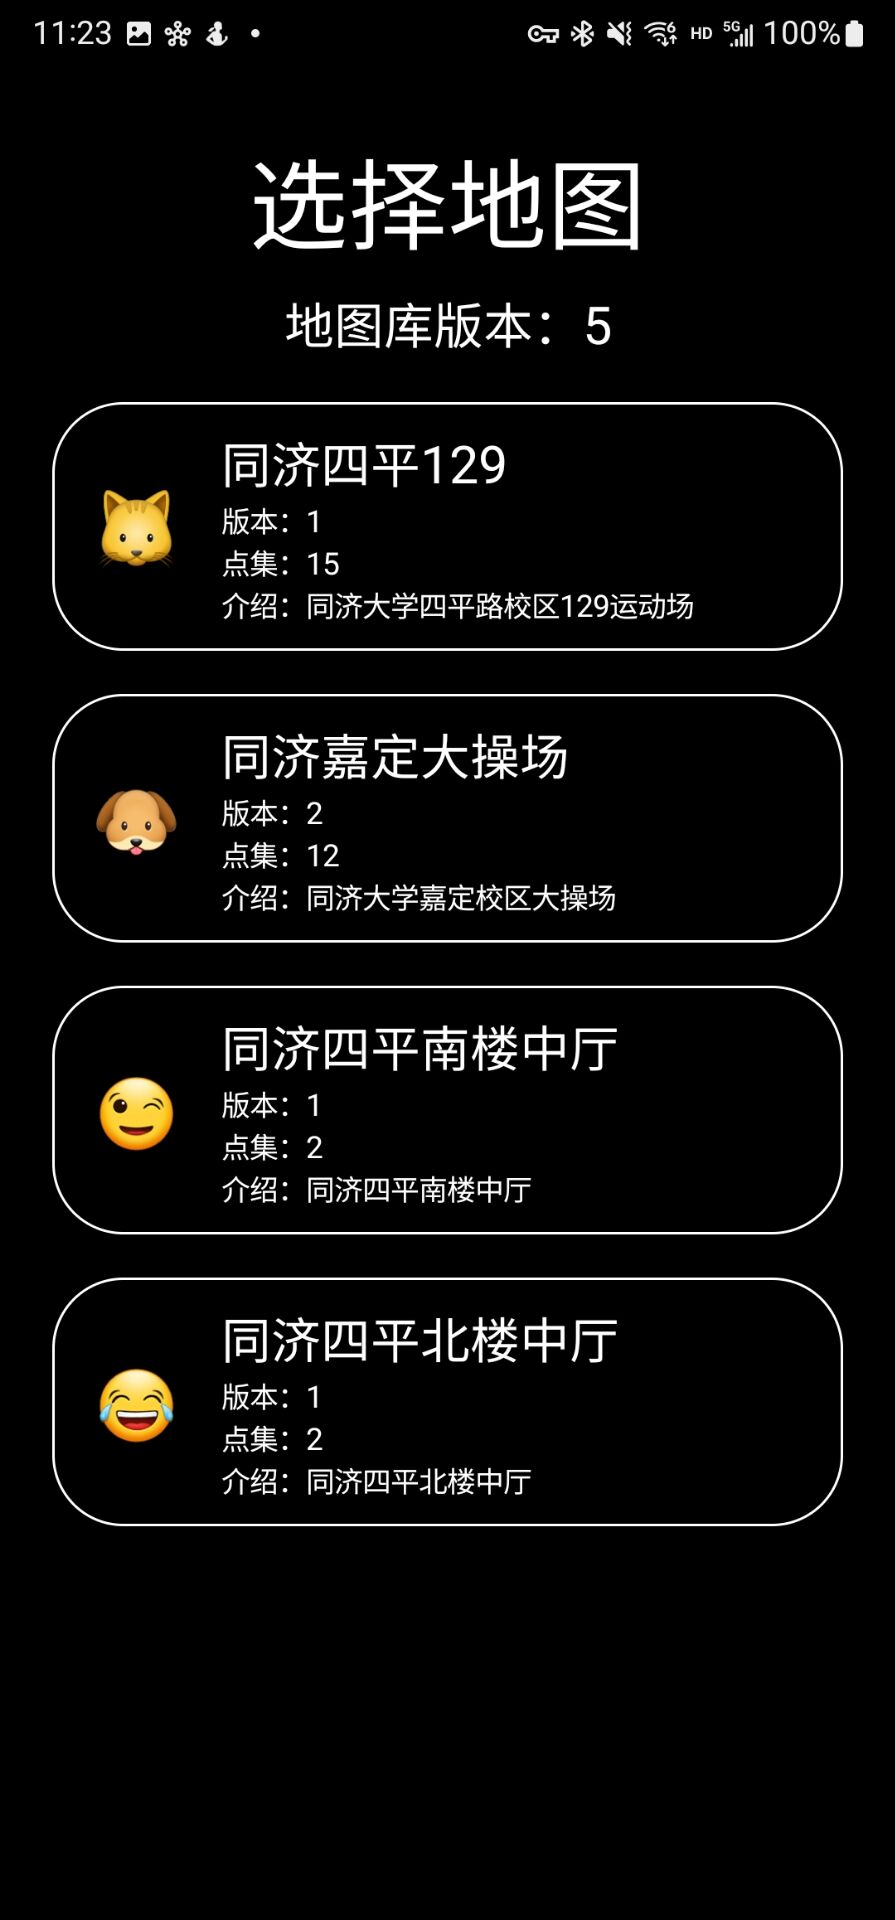 11:23
HD
5G
100%
选择地图
地图库版本：5
同济四平129
版本：1
点集：15
介绍：同济大学四平路校区129运动场
同济嘉定大操场
版本：2
点集：12
介绍：同济大学嘉定校区大操场
同济四平南楼中厅
版本：1
点集：2
介绍：同济四平南楼中厅
同济四平北楼中厅
版本：1
点集：2
介绍：同济四平北楼中厅